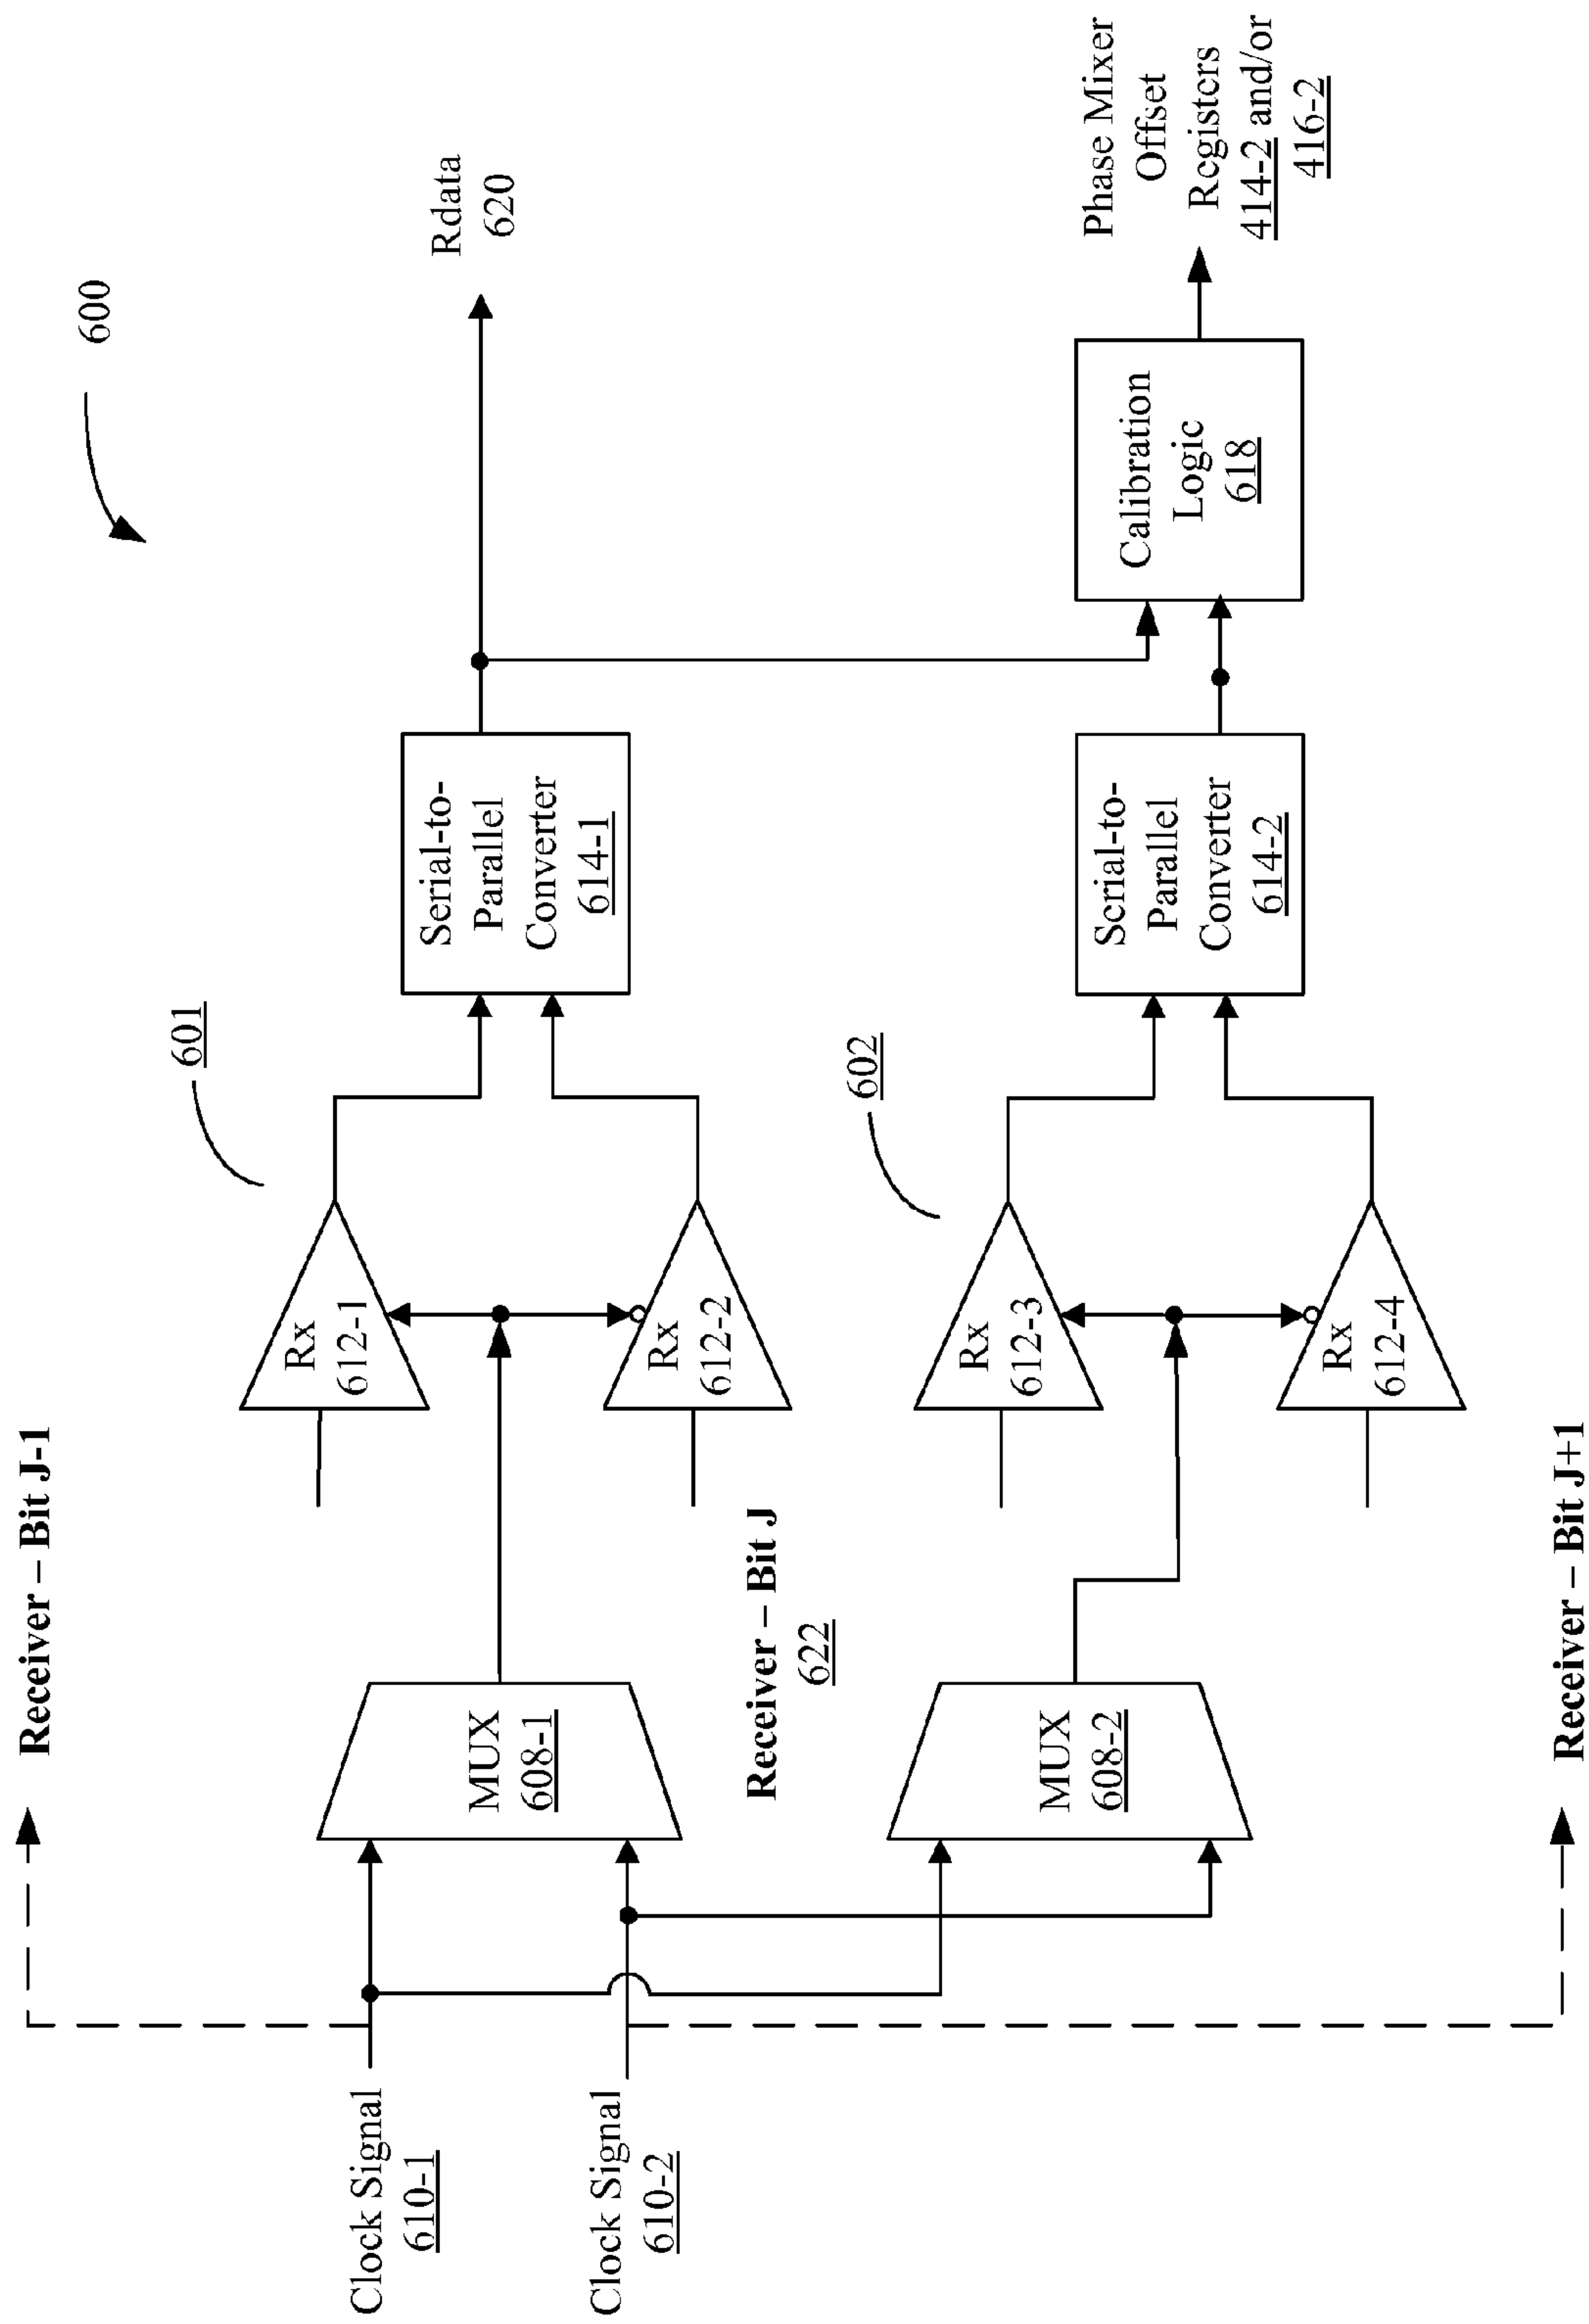 600
Receiver – Bit J-1
Clock Signal
610-1
Clock Signal
610-2
MUX
608-1
Receiver – Bit J
622
MUX
608-2
601
Rx
612-1
Rx
612-2
602
Rx
612-3
Rx
612-4
Serial-to-
Parallel
Converter
614-1
Serial-to-
Parallel
Converter
614-2
Rdata
620
Calibration
Logic
618
Phase Mixer
Offset
Registers
414-2 and/or
416-2
Receiver – Bit J+1